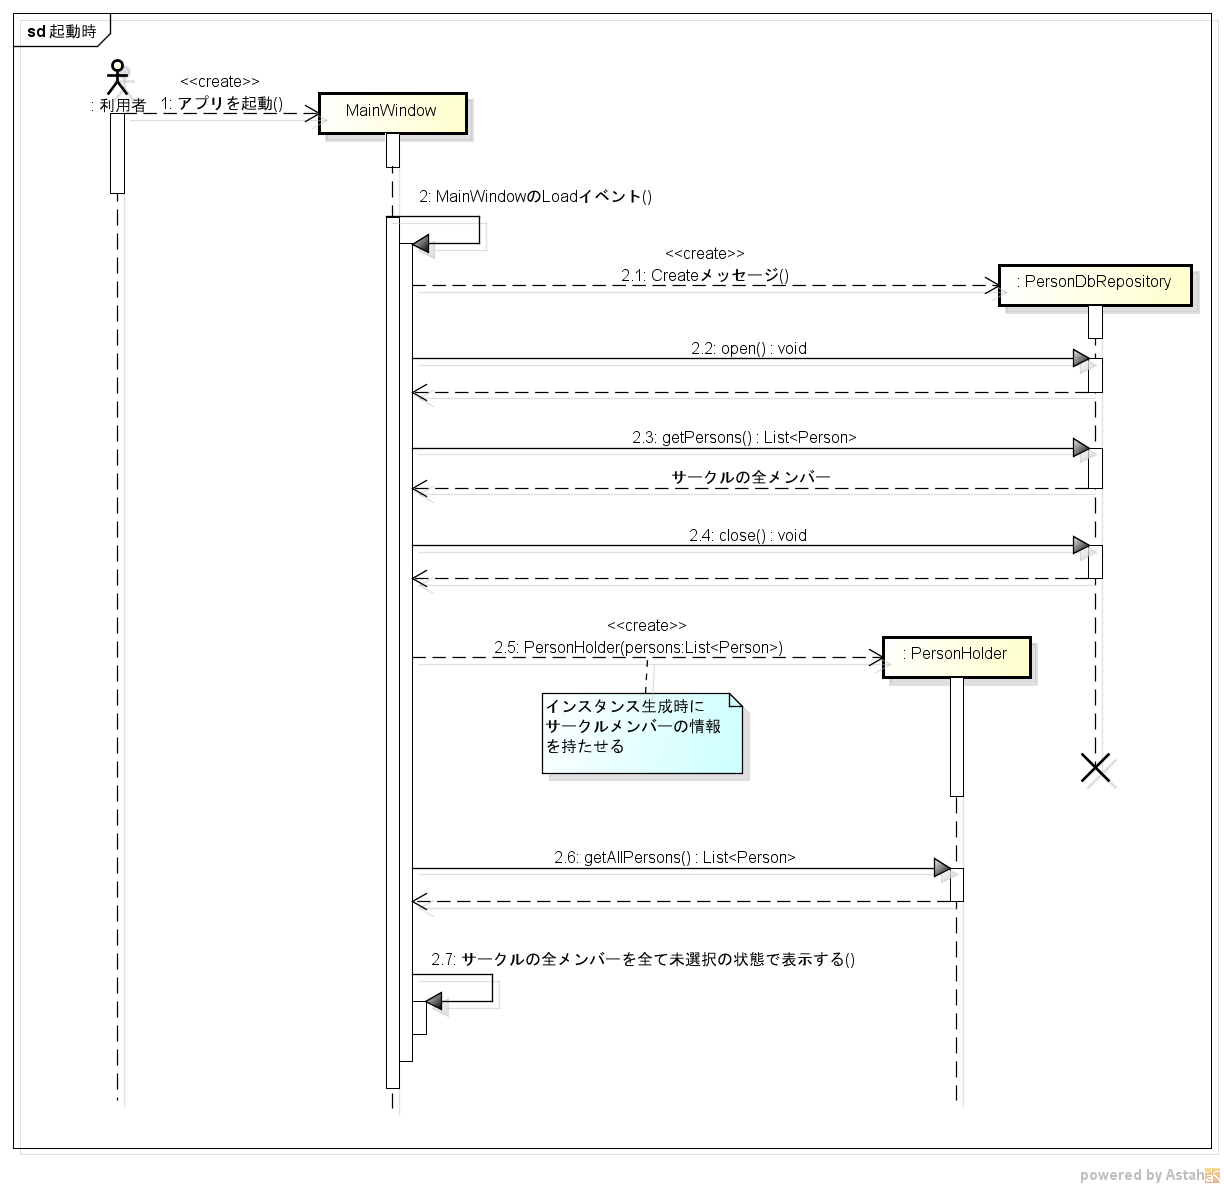 sd 起動時
<<create>>
: 利用者
1: アプリを起動()
MainWindow
2: MainWindowのLoadイベント()
<<create>>
2.1: Createメッセージ()
: PersonDbRepository
2.2: open() : void
2.3: getPersons() : List<Person>
サークルの全メンバー
2.4: close() : void
<<create>>
2.5: PersonHolder(persons:List<Person>)
: PersonHolder
インスタンス生成時に
サークルメンバーの情報
を持たせる
2.6: getAllPersons() : List<Person>
2.7: サークルの全メンバーを全て未選択の状態で表示する()
powered by Astah